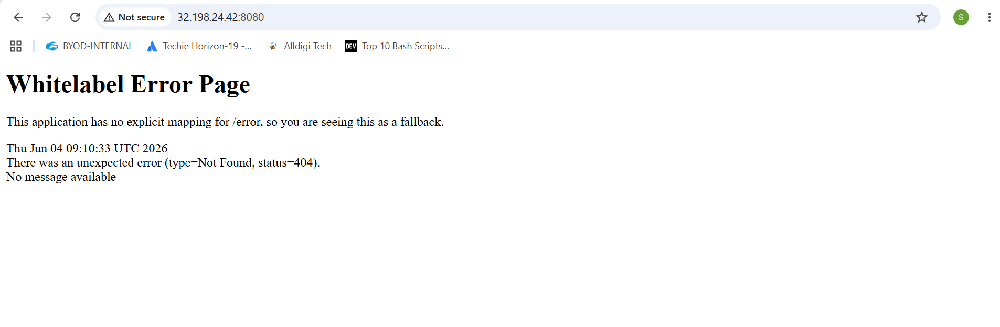 Not secure 32.198.24.42:8080 S
BYOD-INTERNAL Techie Horizon-19 -... Alldigi Tech DEV Top 10 Bash Scripts...
Whitelabel Error Page
This application has no explicit mapping for /error, so you are seeing this as a fallback.
Thu Jun 04 09:10:33 UTC 2026
There was an unexpected error (type=Not Found, status=404).
No message available